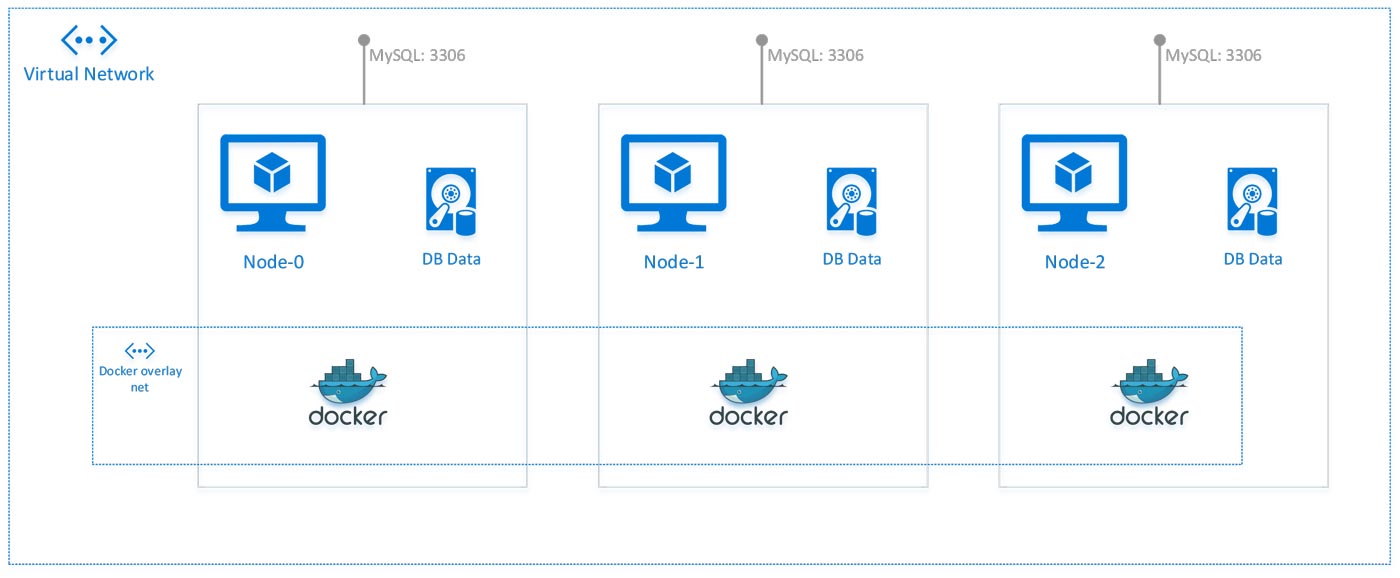 Virtual Network
MySQL: 3306
MySQL: 3306
MySQL: 3306
Node-0
DB Data
Node-1
DB Data
Node-2
DB Data
Docker overlay
net
docker
docker
docker